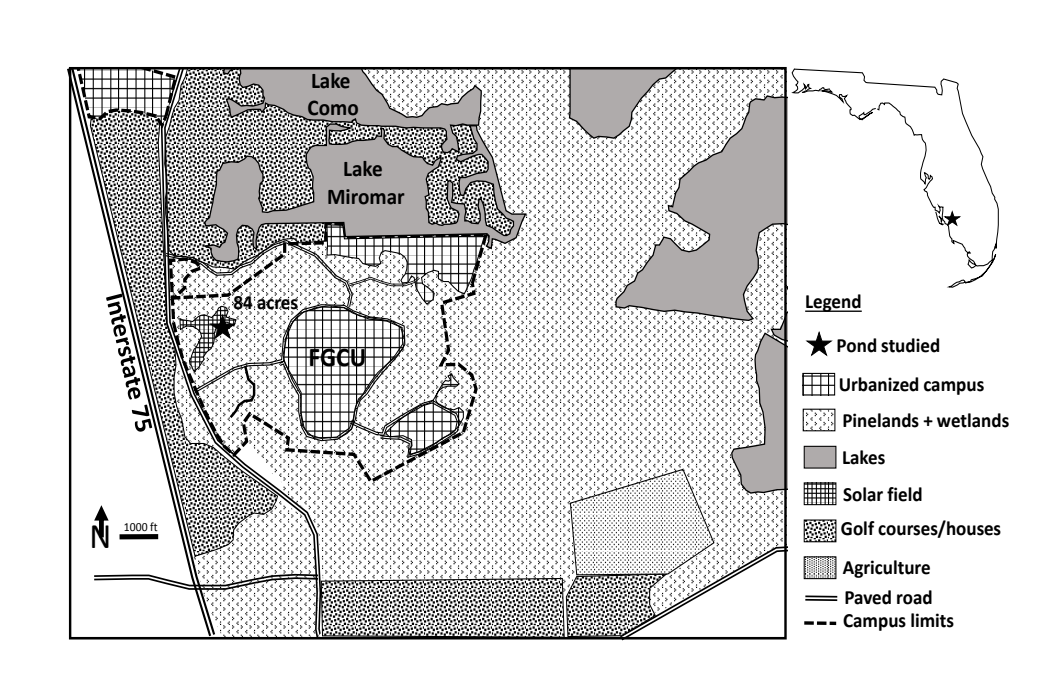 Lake
Como
Lake
Miromar
84 acres
FGCU
Interstate 75
N
1000 ft
Legend
Pond studied
Urbanized campus
Pinelands + wetlands
Lakes
Solar field
Golf courses/houses
Agriculture
Paved road
Campus limits